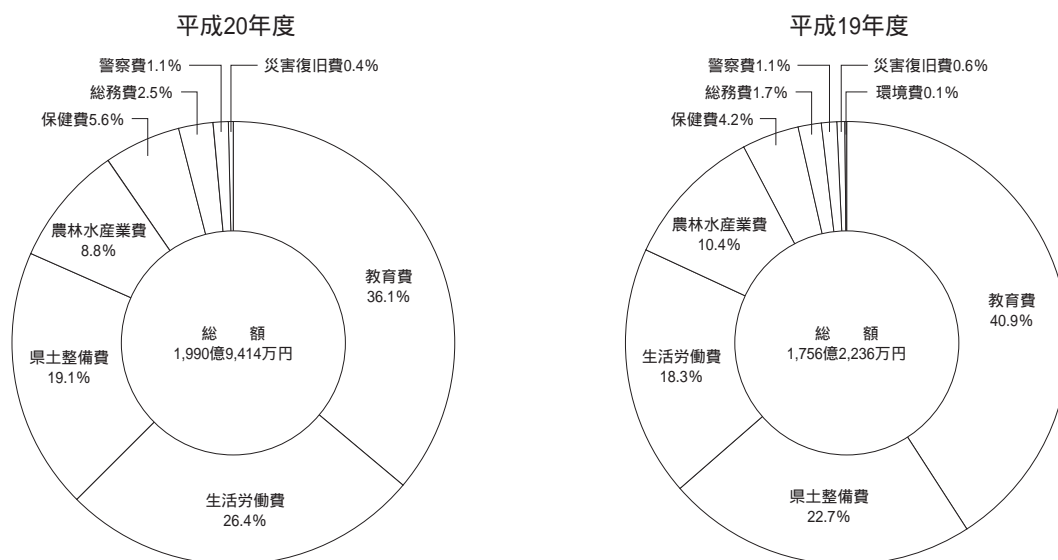 平成20年度
警察費1.1%
災害復旧費0.4%
総務費2.5%
保健費5.6%
農林水産業費
8.8%
教育費
36.1%
総　額
1,990億9,414万円
県土整備費
19.1%
生活労働費
26.4%
平成19年度
警察費1.1%
災害復旧費0.6%
総務費1.7%
環境費0.1%
保健費4.2%
農林水産業費
10.4%
教育費
40.9%
総　額
1,756億2,236万円
生活労働費
18.3%
県土整備費
22.7%